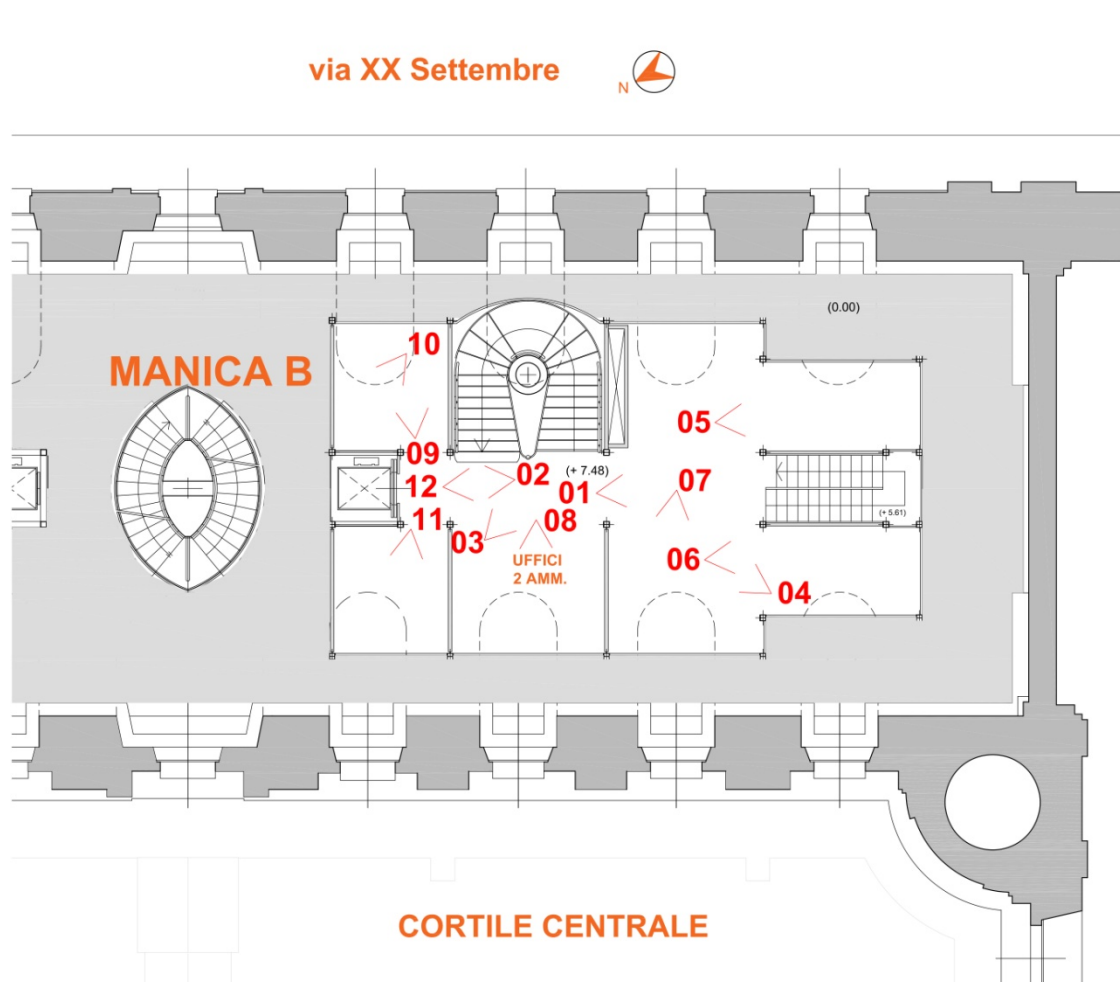 via XX Settembre
N
(0.00)
10
MANICA B
05
09
02
(+ 7.48)
07
12
01
(+ 5.61)
11
08
03
06
UFFICI
2 AMM.
04
CORTILE CENTRALE